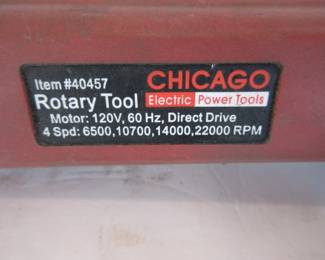 Item #40457 CHICAGO
Rotary Tool Electric Power Tools
Motor: 120V, 60 Hz, Direct Drive
4 Spd: 6500,10700,14000,22000 RPM